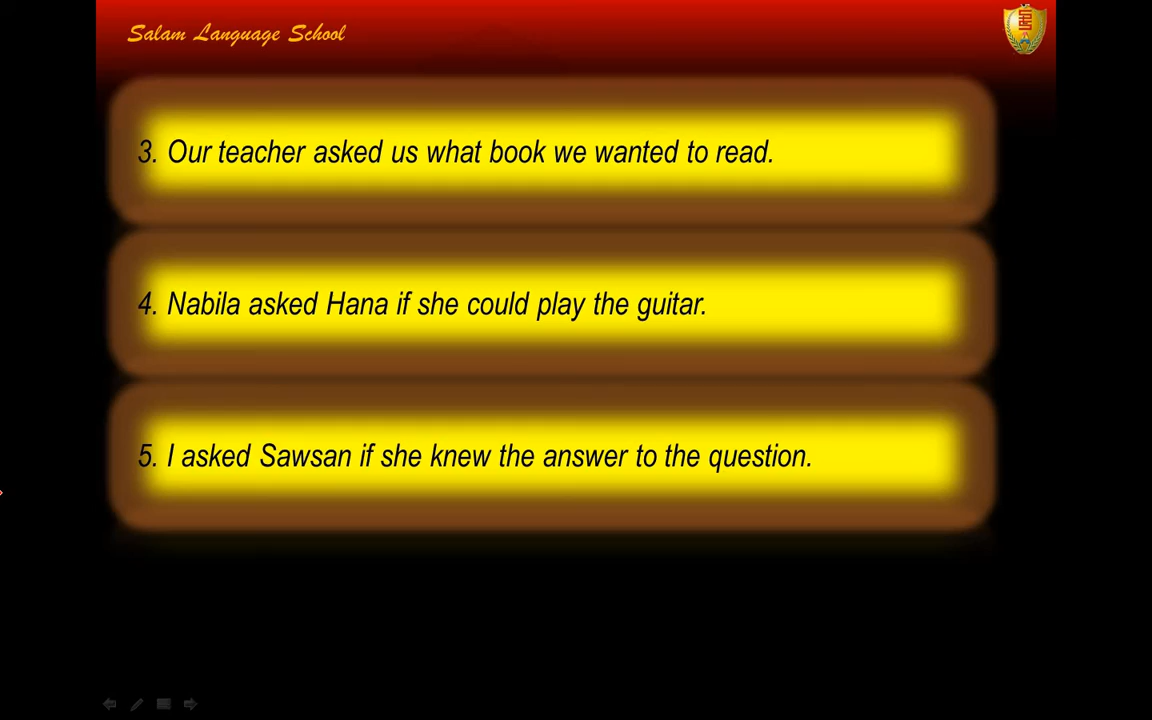 Salam Language School
3. Our teacher asked us what book we wanted to read.
4. Nabila asked Hana if she could play the guitar.
5. I asked Sawsan if she knew the answer to the question.